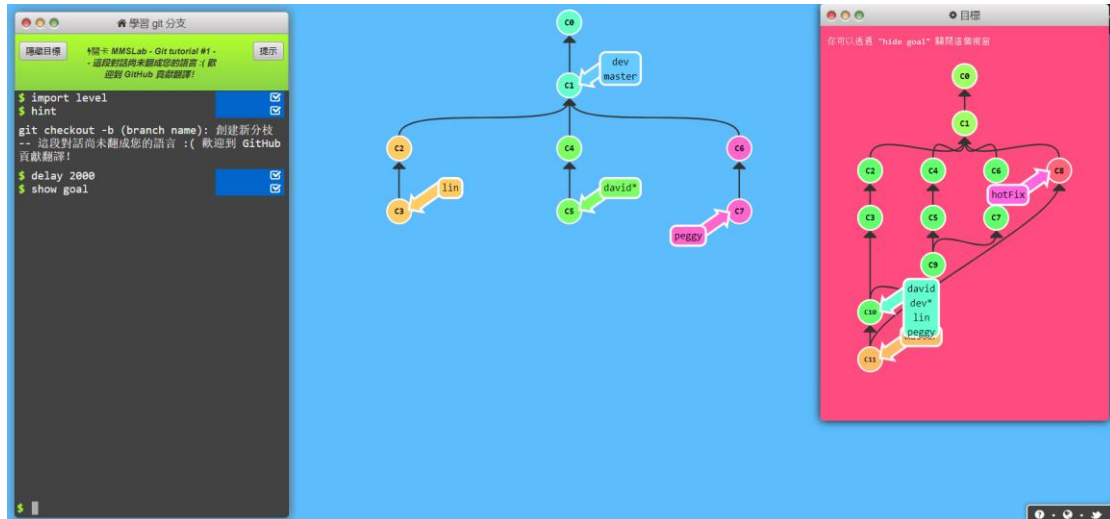 學習 git 分支
隱藏目標
關卡 MMSLab - Git tutorial #1 -
- 這段對話尚未翻成您的語言 :( 歡
迎到 GitHub 貢獻翻譯!
提示
$ import level
$ hint
git checkout -b (branch name): 創建新分枝
-- 這段對話尚未翻成您的語言 :( 歡迎到 GitHub
貢獻翻譯!
$ delay 2000
$ show goal
$
C0
dev
master
C1
C2
C4
C6
C3
lin
C5
david*
C7
peggy
目標
你可以透過 "hide goal" 關閉這個視窗
C0
C1
C2
C4
C6
C8
hotFix
C3
C5
C7
C9
david
dev*
lin
peggy
C10
C11